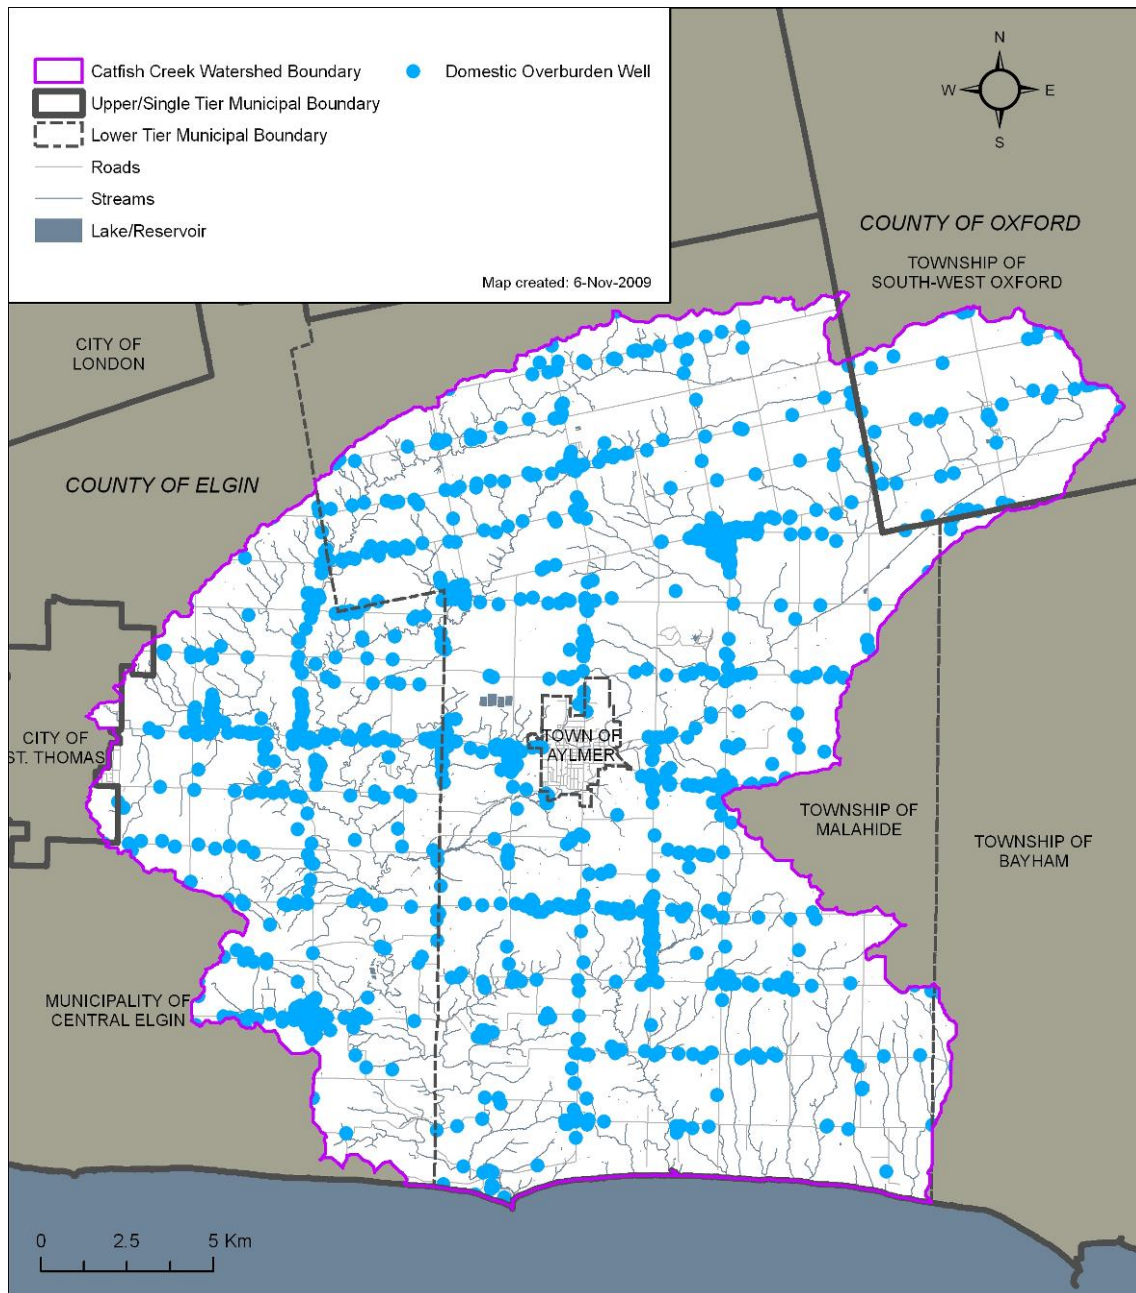 Catfish Creek Watershed Boundary
Domestic Overburden Well
Upper/Single Tier Municipal Boundary
Lower Tier Municipal Boundary
Roads
Streams
Lake/Reservoir
Map created: 6-Nov-2009
N
W
E
S
COUNTY OF OXFORD
TOWNSHIP OF
SOUTH-WEST OXFORD
CITY OF
LONDON
COUNTY OF ELGIN
CITY OF
ST. THOMAS
TOWN OF
AYLMER
TOWNSHIP OF
MALAHIDE
TOWNSHIP OF
BAYHAM
MUNICIPALITY OF
CENTRAL ELGIN
0 2.5 5 Km